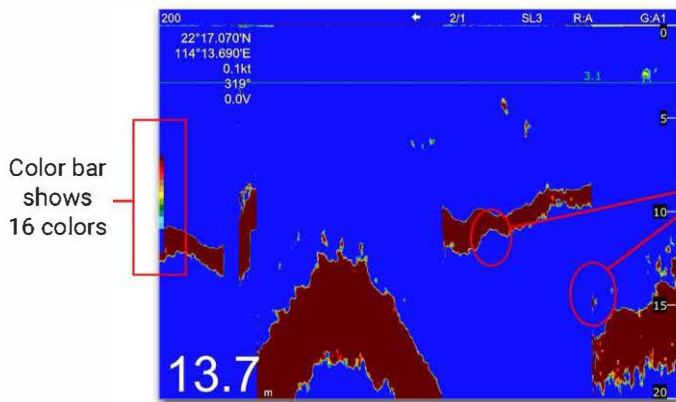 200 2/1 SL3 R:A G:A1
22°17.070'N
114°13.690'E
0.1kt
319°
0.0V
0
3.1
5
Color bar
shows
16 colors
10
15
13.7 m
20